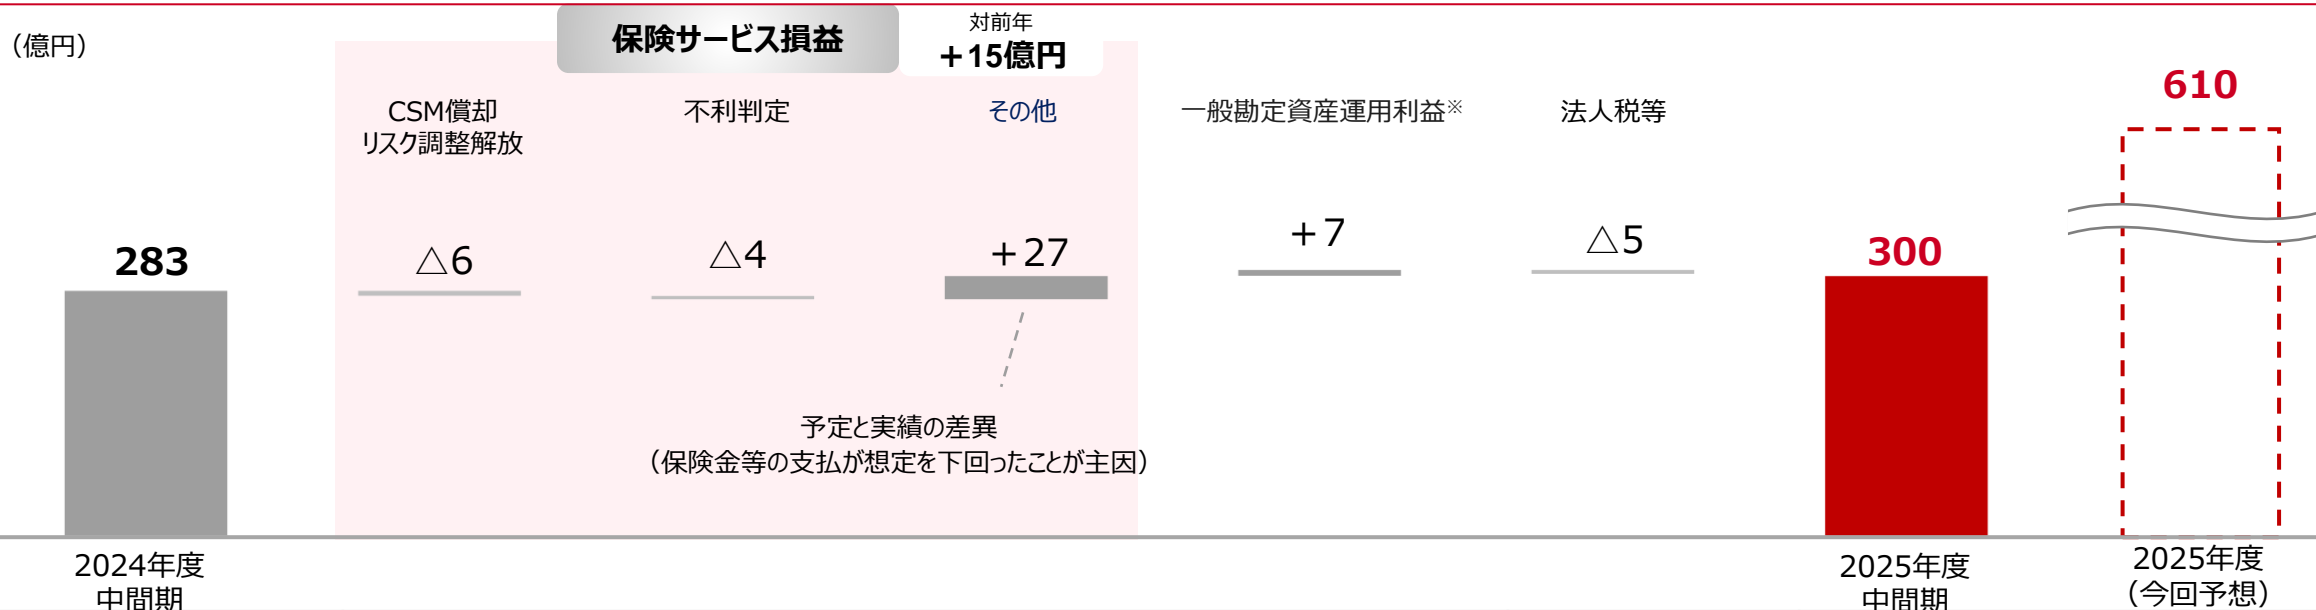 （億円）
保険サービス損益
対前年
＋15億円
CSM償却
リスク調整解放
不利判定
その他
一般勘定資産運用利益※
法人税等
610
283
△6
△4
＋27
＋7
△5
300
予定と実績の差異
（保険金等の支払が想定を下回ったことが主因）
2024年度
中間期
2025年度
中間期
2025年度
（今回予想）